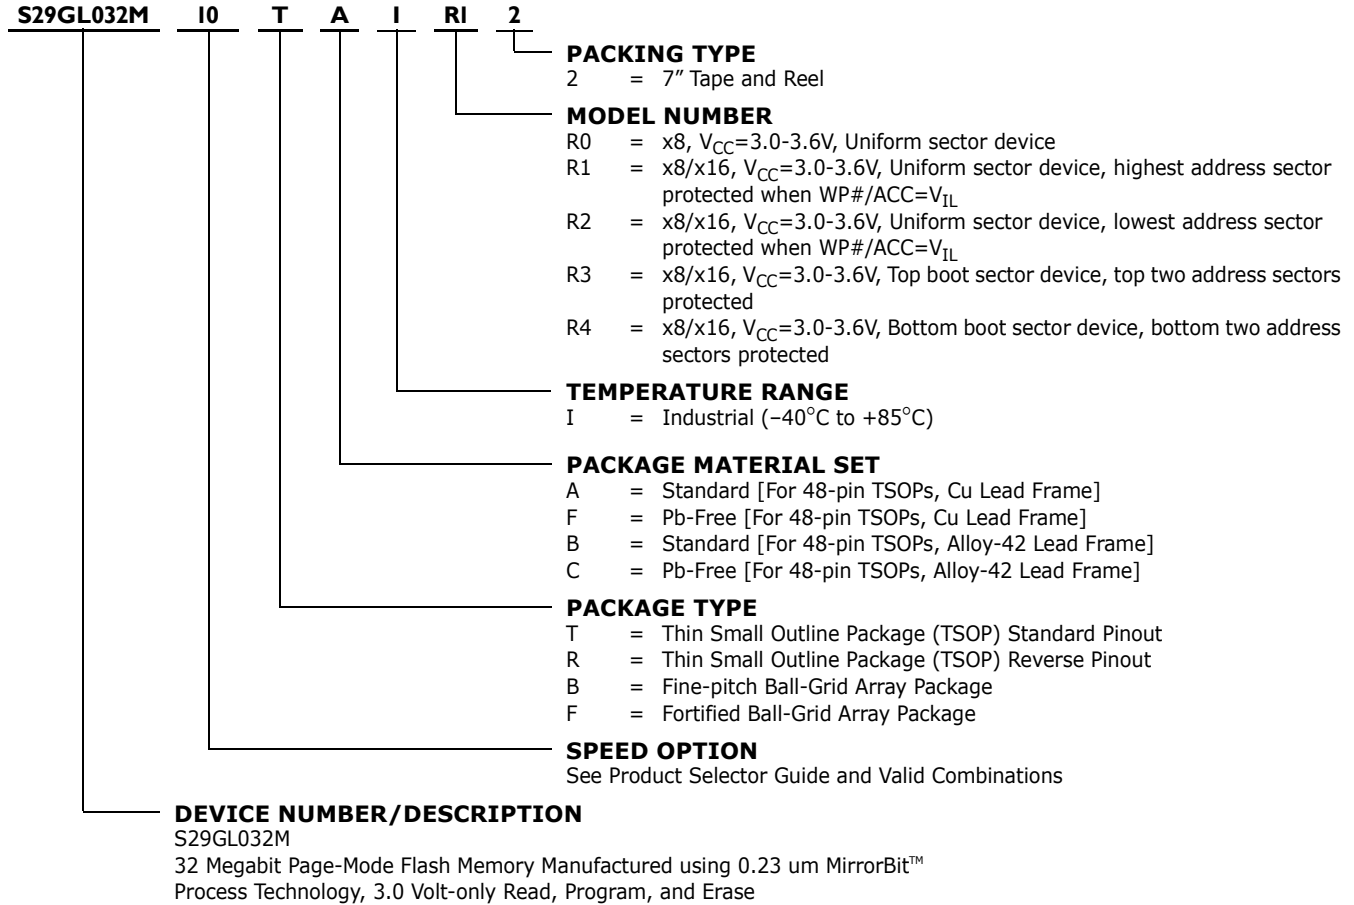 S29GL032M 10 T A I R1 2
PACKING TYPE
2 = 7″ Tape and Reel
MODEL NUMBER
R0 = x8, VCC=3.0-3.6V, Uniform sector device
R1 = x8/x16, VCC=3.0-3.6V, Uniform sector device, highest address sector
protected when WP#/ACC=VIL
R2 = x8/x16, VCC=3.0-3.6V, Uniform sector device, lowest address sector
protected when WP#/ACC=VIL
R3 = x8/x16, VCC=3.0-3.6V, Top boot sector device, top two address sectors
protected
R4 = x8/x16, VCC=3.0-3.6V, Bottom boot sector device, bottom two address
sectors protected
TEMPERATURE RANGE
I = Industrial (–40°C to +85°C)
PACKAGE MATERIAL SET
A = Standard [For 48-pin TSOPs, Cu Lead Frame]
F = Pb-Free [For 48-pin TSOPs, Cu Lead Frame]
B = Standard [For 48-pin TSOPs, Alloy-42 Lead Frame]
C = Pb-Free [For 48-pin TSOPs, Alloy-42 Lead Frame]
PACKAGE TYPE
T = Thin Small Outline Package (TSOP) Standard Pinout
R = Thin Small Outline Package (TSOP) Reverse Pinout
B = Fine-pitch Ball-Grid Array Package
F = Fortified Ball-Grid Array Package
SPEED OPTION
See Product Selector Guide and Valid Combinations
DEVICE NUMBER/DESCRIPTION
S29GL032M
32 Megabit Page-Mode Flash Memory Manufactured using 0.23 um MirrorBit™
Process Technology, 3.0 Volt-only Read, Program, and Erase